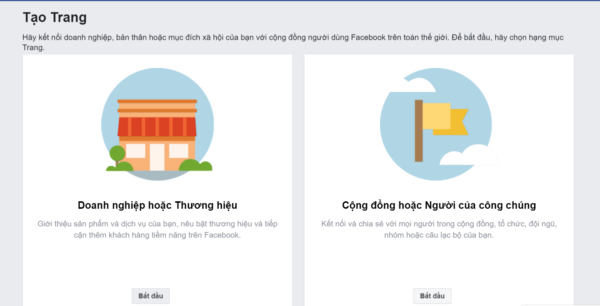 Tạo Trang
Hãy kết nối doanh nghiệp, bản thân hoặc mục đích xã hội của bạn với cộng đồng người dùng Facebook trên toàn thế giới. Để bắt đầu, hãy chọn hạng mục
Trang.
Doanh nghiệp hoặc Thương hiệu
Giới thiệu sản phẩm và dịch vụ của bạn, nêu bật thương hiệu và tiếp
cận thêm khách hàng tiềm năng trên Facebook.
Bắt đầu
Cộng đồng hoặc Người của công chúng
Kết nối và chia sẻ với mọi người trong cộng đồng, tổ chức, đội ngũ,
nhóm hoặc câu lạc bộ của bạn.
Bắt đầu